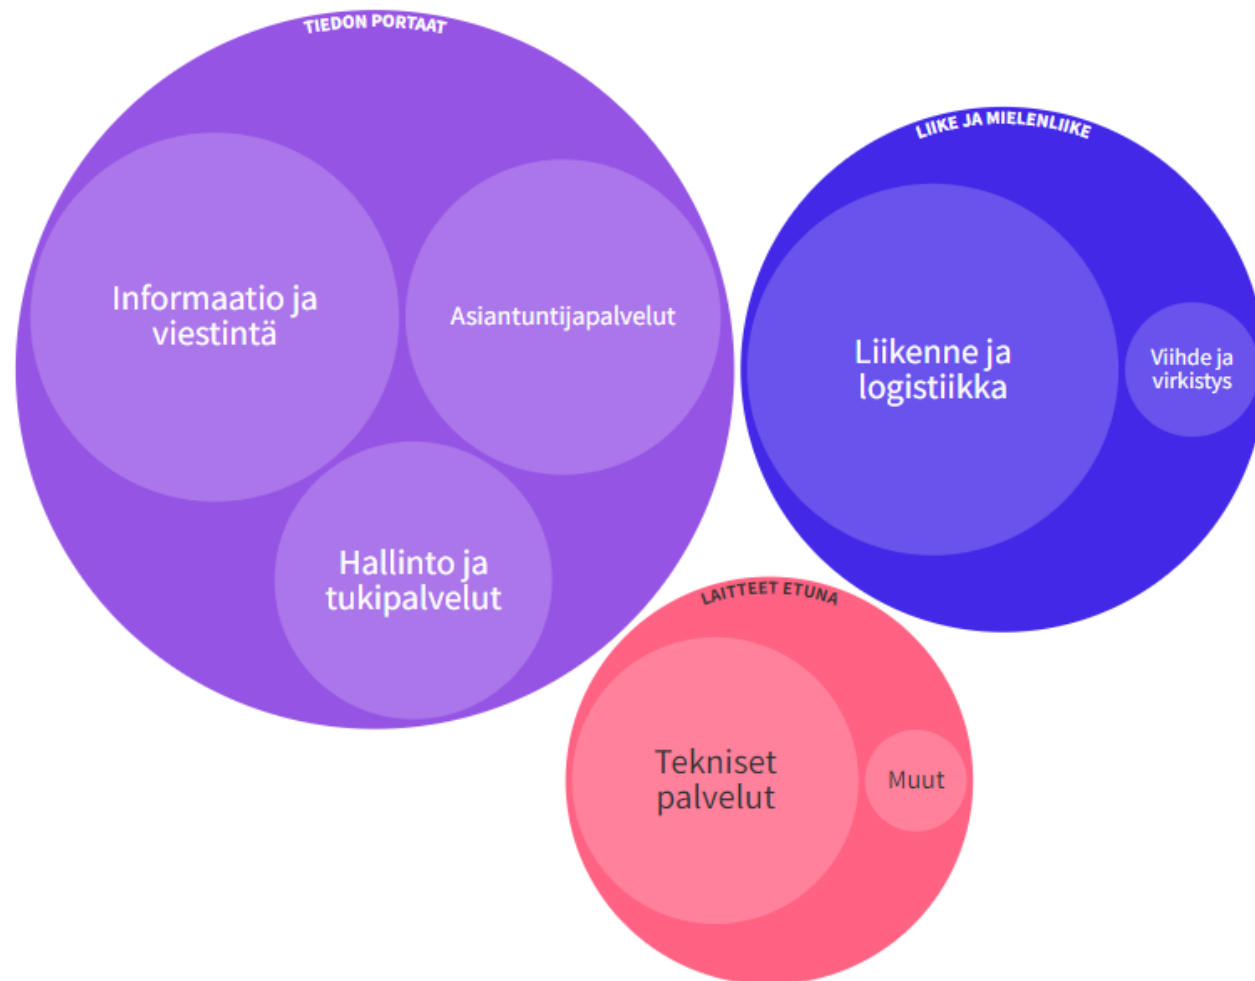 TIEDON PORTAAT
Informaatio ja
viestintä
Asiantuntijapalvelut
Hallinto ja
tukipalvelut
LIIKE JA MIELENLIIKE
Liikenne ja
logistiikka
Viihde ja
virkistys
LAITTEET ETUNA
Tekniset
palvelut
Muut